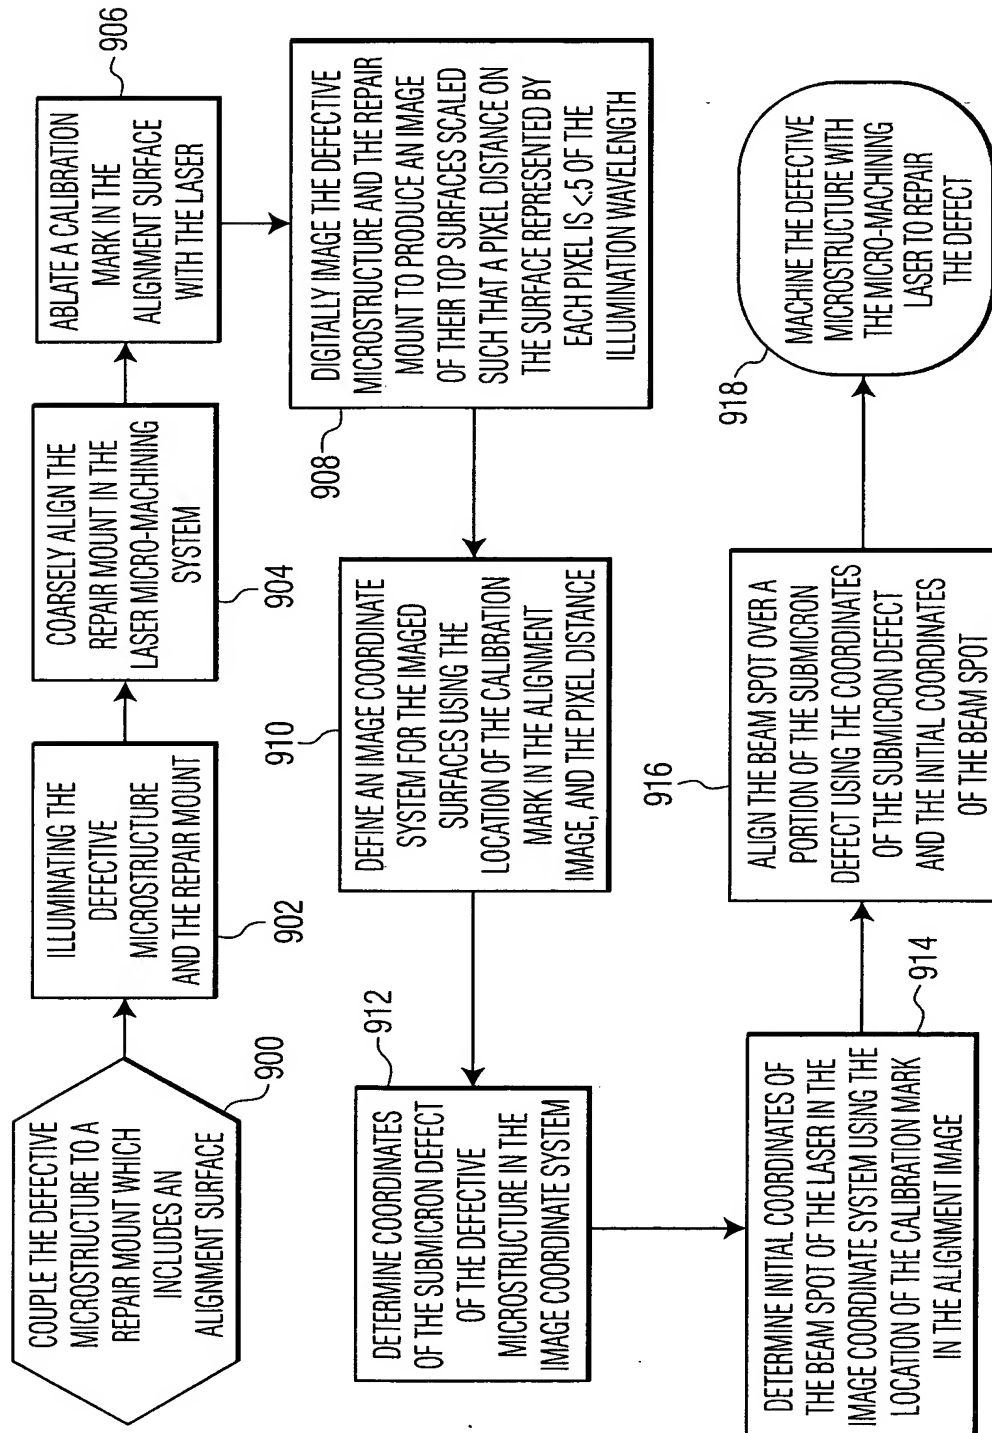 COUPLE THE DEFECTIVE
MICROSTRUCTURE TO A
REPAIR MOUNT WHICH
INCLUDES AN
ALIGNMENT SURFACE
900
ILLUMINATING THE
DEFECTIVE
MICROSTRUCTURE
AND THE REPAIR MOUNT
902
COARSELY ALIGN THE
REPAIR MOUNT IN THE
LASER MICRO-MACHINING
SYSTEM
904
ABLATE A CALIBRATION
MARK IN THE
ALIGNMENT SURFACE
WITH THE LASER
906
DIGITALLY IMAGE THE DEFECTIVE
MICROSTRUCTURE AND THE REPAIR
MOUNT TO PRODUCE AN IMAGE
OF THEIR TOP SURFACES SCALED
SUCH THAT A PIXEL DISTANCE ON
THE SURFACE REPRESENTED BY
EACH PIXEL IS <.5 OF THE
ILLUMINATION WAVELENGTH
908
DEFINE AN IMAGE COORDINATE
SYSTEM FOR THE IMAGED
SURFACES USING THE
LOCATION OF THE CALIBRATION
MARK IN THE ALIGNMENT
IMAGE, AND THE PIXEL DISTANCE
910
DETERMINE COORDINATES
OF THE SUBMICRON DEFECT
OF THE DEFECTIVE
MICROSTRUCTURE IN THE
IMAGE COORDINATE SYSTEM
912
DETERMINE INITIAL COORDINATES OF
THE BEAM SPOT OF THE LASER IN THE
IMAGE COORDINATE SYSTEM USING THE
LOCATION OF THE CALIBRATION MARK
IN THE ALIGNMENT IMAGE
914
ALIGN THE BEAM SPOT OVER A
PORTION OF THE SUBMICRON
DEFECT USING THE COORDINATES
OF THE SUBMICRON DEFECT
AND THE INITIAL COORDINATES
OF THE BEAM SPOT
916
MACHINE THE DEFECTIVE
MICROSTRUCTURE WITH
THE MICRO-MACHINING
LASER TO REPAIR
THE DEFECT
918